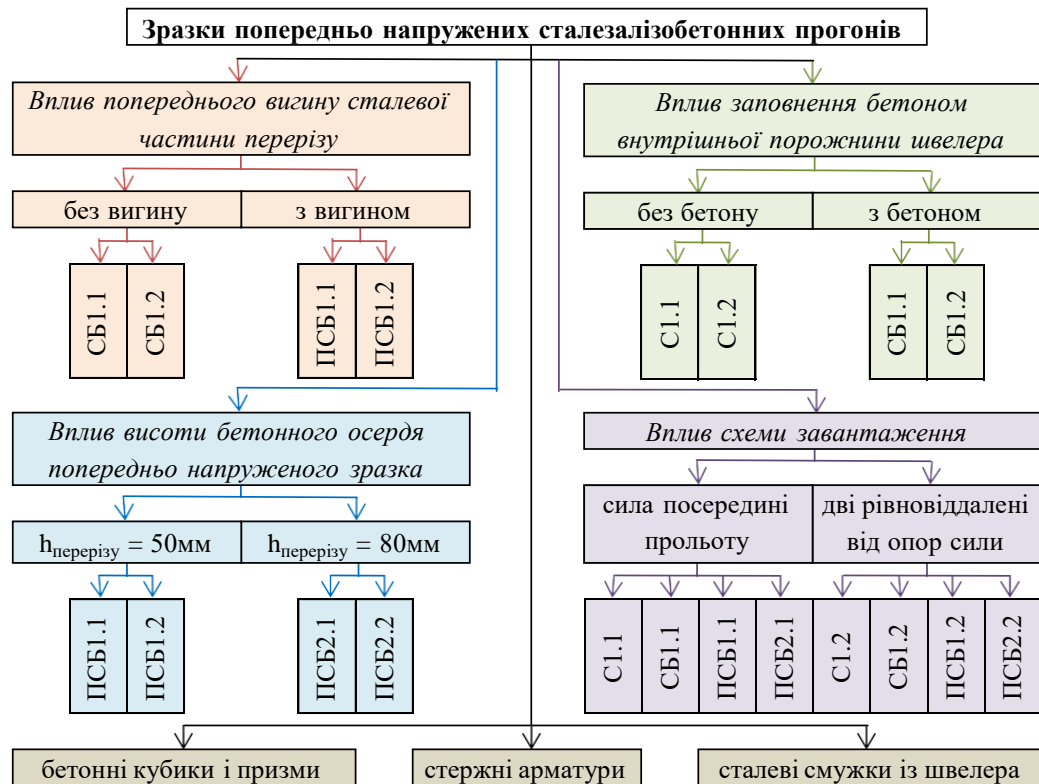 Зразки попередньо напружених сталезалізобетонних прогонів
Вплив попереднього вигину сталевої
частини перерізу
без вигину
з вигином
СБ1.1
СБ1.2
ПСБ1.1
ПСБ1.2
Вплив заповнення бетоном
внутрішньої порожнини швелера
без бетону
з бетоном
С1.1
С1.2
СБ1.1
СБ1.2
Вплив висоти бетонного осердя
попередньо напруженого зразка
hперерізу = 50мм
hперерізу = 80мм
ПСБ1.1
ПСБ1.2
ПСБ2.2
ПСБ2.2
Вплив схеми завантаження
сила посередині
прольоту
дві рівновіддалені
від опор сили
С1.1
СБ1.1
ПСБ1.1
ПСБ2.1
С1.2
СБ1.2
ПСБ1.2
ПСБ2.2
бетонні кубики і призми
стержні арматури
сталеві смужки із швелера